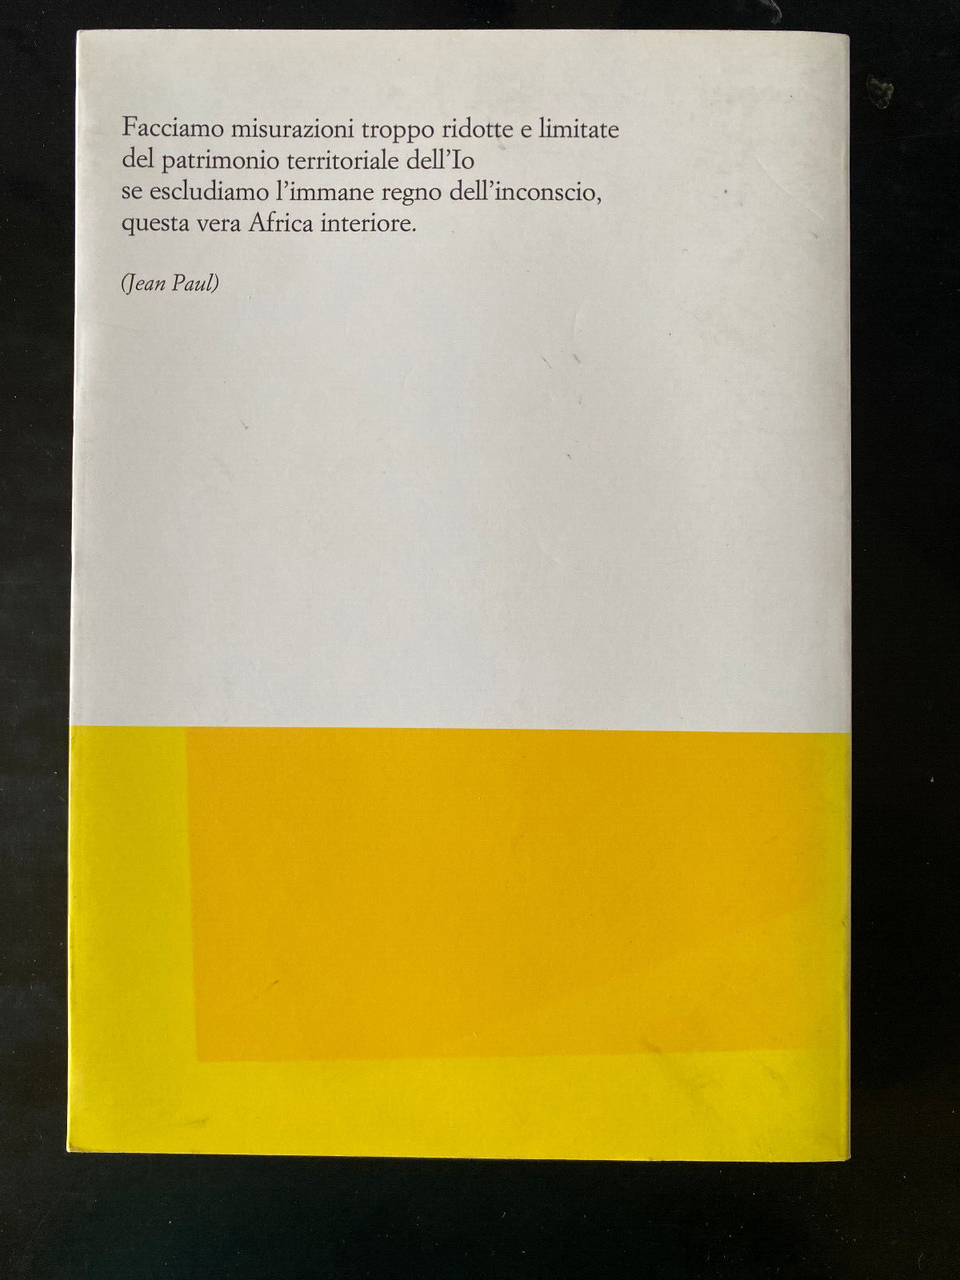 Facciamo misurazioni troppo ridotte e limitate
del patrimonio territoriale dell’Io
se escludiamo l’immane regno dell’inconscio,
questa vera Africa interiore.
(Jean Paul)